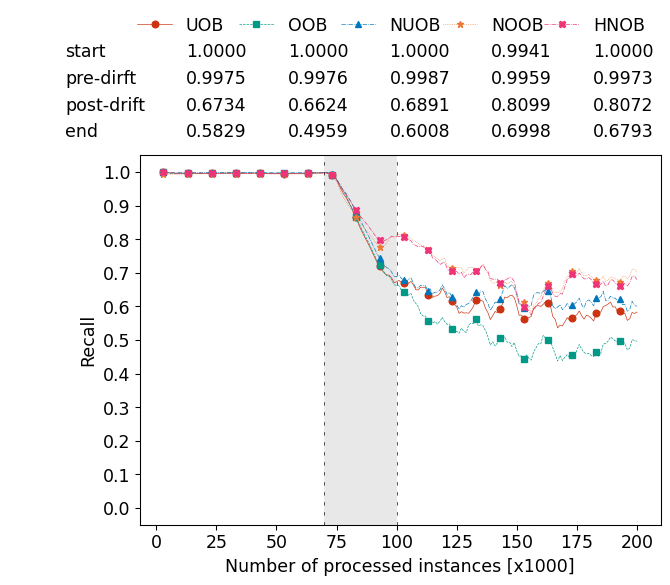 UOB OOB NUOB NOOB HNOB
start 1.0000 1.0000 1.0000 0.9941 1.0000
pre-dirft 0.9975 0.9976 0.9987 0.9959 0.9973
post-drift 0.6734 0.6624 0.6891 0.8099 0.8072
end 0.5829 0.4959 0.6008 0.6998 0.6793
1.0
0.9
0.8
0.7
0.6
0.5
0.4
0.3
0.2
0.1
0.0
Recall
0 25 50 75 100 125 150 175 200
Number of processed instances [x1000]